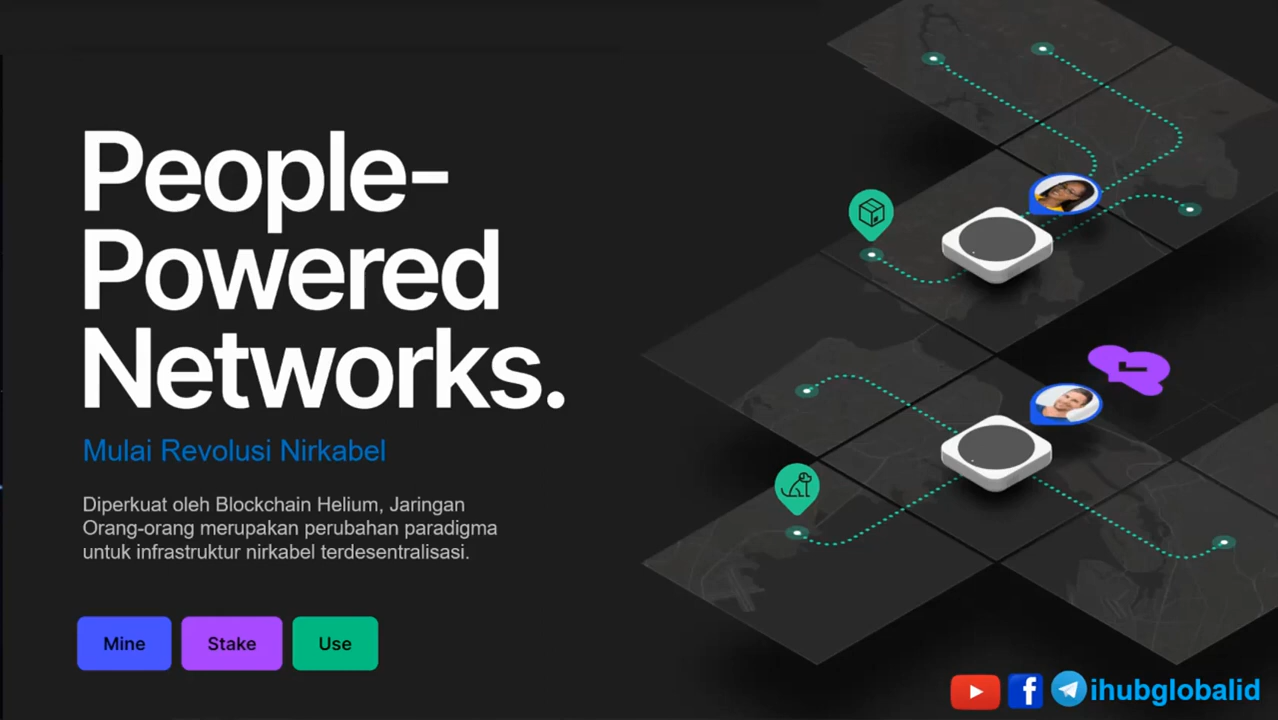 People-
Powered
Networks.
Mulai Revolusi Nirkabel
Diperkuat oleh Blockchain Helium, Jaringan
Orang-orang merupakan perubahan paradigma
untuk infrastruktur nirkabel terdesentralisasi.
Mine Stake Use
ihubglobalid